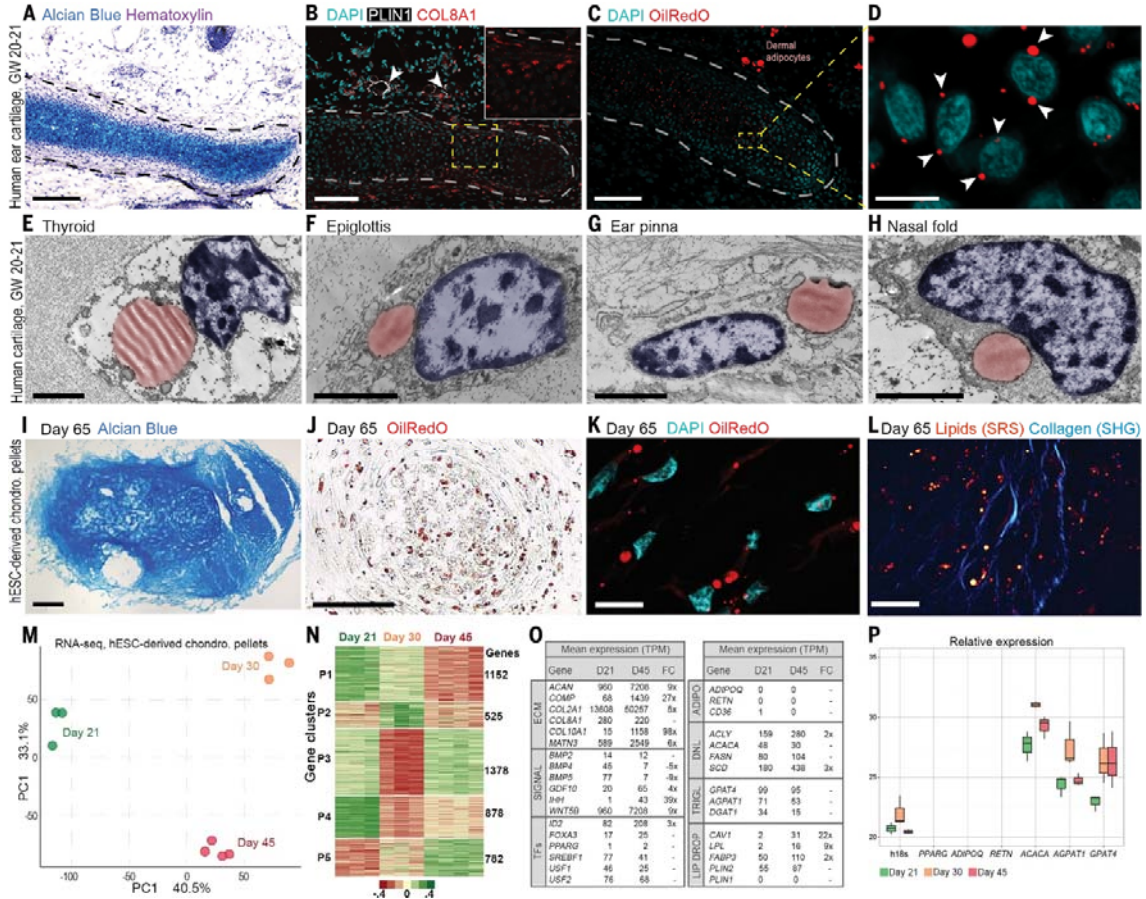 A Alcian Blue Hematoxylin
B DAPI PLIN1 COL8A1
C DAPI OilRedO
D
Human ear cartilage, GW 20-21
Dermal
adipocytes
E Thyroid
F Epiglottis
G Ear pinna
H Nasal fold
Human cartilage, GW 20-21
I Day 65 Alcian Blue
J Day 65 OilRedO
K Day 65 DAPI OilRedO
L Day 65 Lipids (SRS) Collagen (SHG)
hESC-derived chondro. pellets
M
RNA-seq, hESC-derived chondro. pellets
Day 30
Day 21
Day 45
PC1 33.1%
50
0
-50
-100 -50 0 50
PC1 40.5%
N
Day 21 Day 30 Day 45
Genes
Gene clusters
P1 1152
P2 525
P3 1378
P4 878
P5 782
-.4 0 .4
O
Mean expression (TPM)
Gene D21 D45 FC
ECM
ACAN 960 7208 9x
COMP 68 1439 27x
COL2A1 13608 60287 5x
COL8A1 280 220 -
COL10A1 15 1158 98x
MATN3 589 2549 6x
SIGNAL
BMP2 14 12 -
BMP4 45 7 -5x
BMP5 77 7 -8x
GDF10 20 65 4x
IHH 1 43 39x
WNT5B 960 7208 9x
TFs
ID2 82 208 3x
FOXA3 17 25 -
PPARG 1 2 -
SREBF1 77 41 -
USF1 46 25 -
USF2 76 68 -
Mean expression (TPM)
Gene D21 D45 FC
ADIPO
ADIPOQ 0 0 -
RETN 0 0 -
CD36 1 0 -
DNL
ACLY 159 280 2x
ACACA 48 30 -
FASN 80 104 -
SCD 180 438 3x
TRIGL
GPAT4 99 95 -
AGPAT1 71 53 -
DGAT1 34 15 -
LIP DROP
CAV1 2 31 22x
LPL 2 16 9x
FABP3 50 110 2x
PLIN2 55 87 -
PLIN1 0 0 -
P
Relative expression
35
30
25
20
h18s PPARG ADIPOQ RETN ACACA AGPAT1 GPAT4
Day 21 Day 30 Day 45